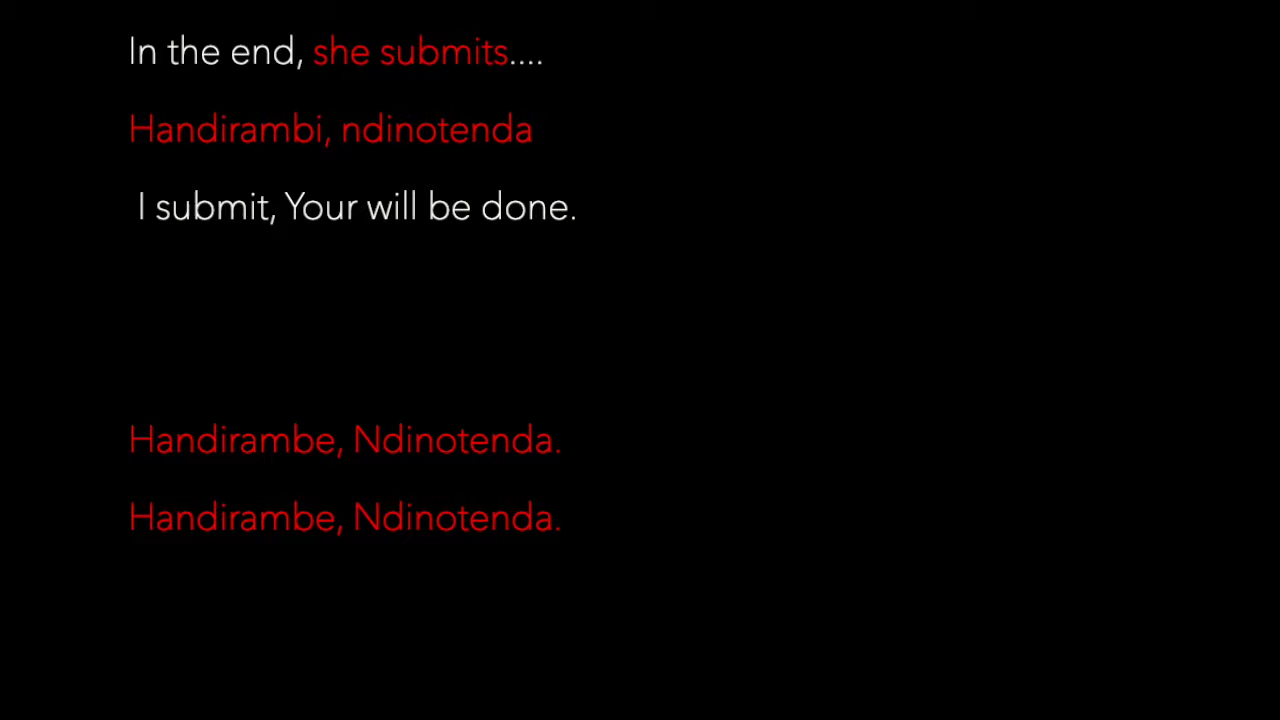 In the end, she submits....
Handirambi, ndinotenda
I submit, Your will be done.
Handirambe, Ndinotenda.
Handirambe, Ndinotenda.